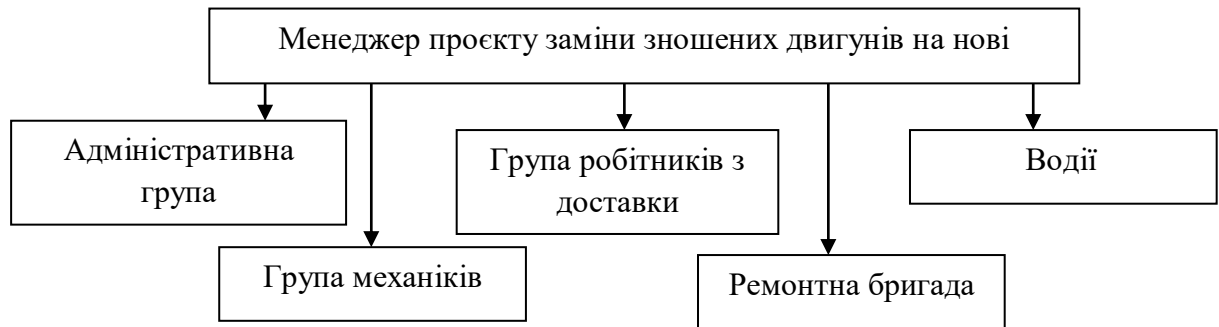 Менеджер проєкту заміни зношених двигунів на нові
Адміністративна
група
Група робітників з
доставки
Водії
Група механіків
Ремонтна бригада